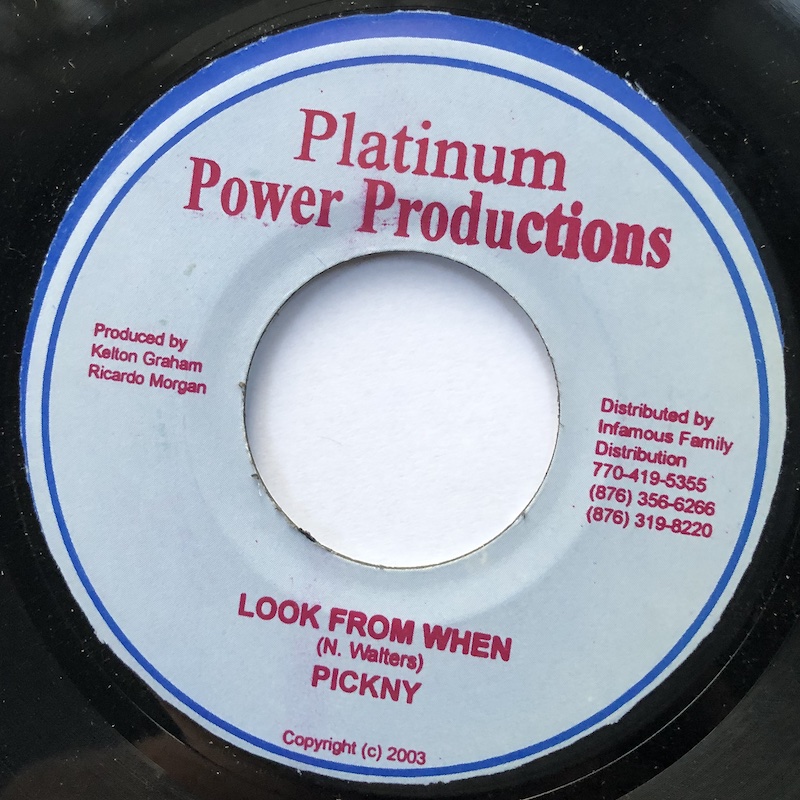 Platinum
Power Productions
Produced by
Kelton Graham
Ricardo Morgan
Distributed by
Infamous Family
Distribution
770-419-5355
(876) 356-6266
(876) 319-8220
LOOK FROM WHEN
(N. Walters)
PICKNY
Copyright (c) 2003